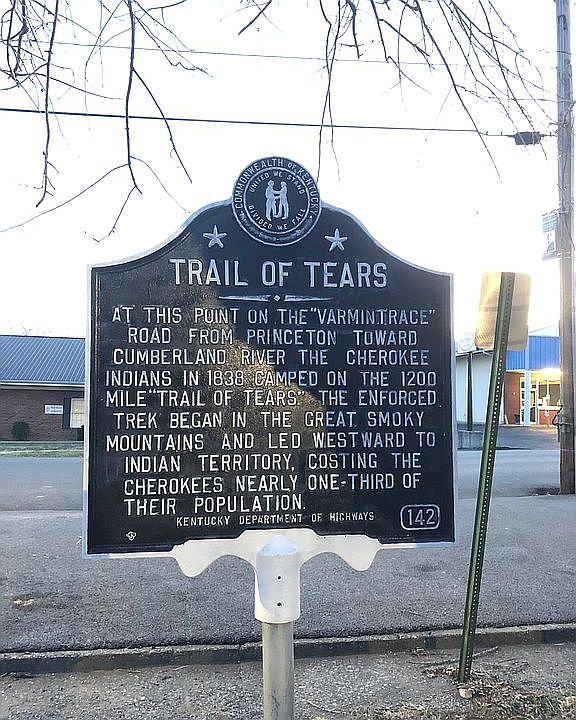 COMMONWEALTH OF KENTUCKY
UNITED WE STAND
DIVIDED WE FALL
TRAIL OF TEARS
AT THIS POINT ON THE "VARMINTRACE"
ROAD FROM PRINCETON TOWARD
CUMBERLAND RIVER THE CHEROKEE
INDIANS IN 1838 CAMPED ON THE 1200
MILE "TRAIL OF TEARS". THE ENFORCED
TREK BEGAN IN THE GREAT SMOKY
MOUNTAINS AND LED WESTWARD TO
INDIAN TERRITORY, COSTING THE
CHEROKEES NEARLY ONE-THIRD OF
THEIR POPULATION.
KENTUCKY DEPARTMENT OF HIGHWAYS
142